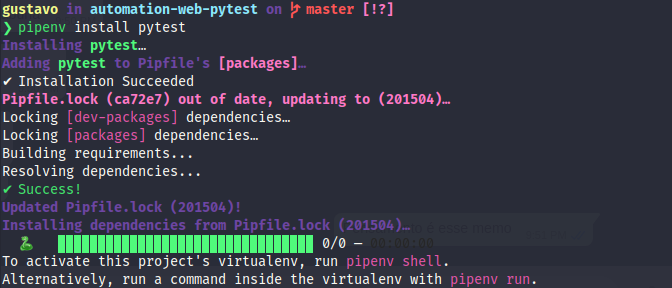 gustavo in automation-web-pytest on master [!?]
❯ pipenv install pytest
Installing pytest…
Adding pytest to Pipfile's [packages]…
✔ Installation Succeeded
Pipfile.lock (ca72e7) out of date, updating to (201504)…
Locking [dev-packages] dependencies…
Locking [packages] dependencies…
Building requirements...
Resolving dependencies...
✔ Success!
Updated Pipfile.lock (201504)!
Installing dependencies from Pipfile.lock (201504)…
🐍 ▉▉▉▉▉▉▉▉▉▉▉▉▉▉▉▉▉▉▉▉▉▉▉▉▉▉▉▉▉▉▉▉ 0/0 — 00:00:00
To activate this project's virtualenv, run pipenv shell.
Alternatively, run a command inside the virtualenv with pipenv run.